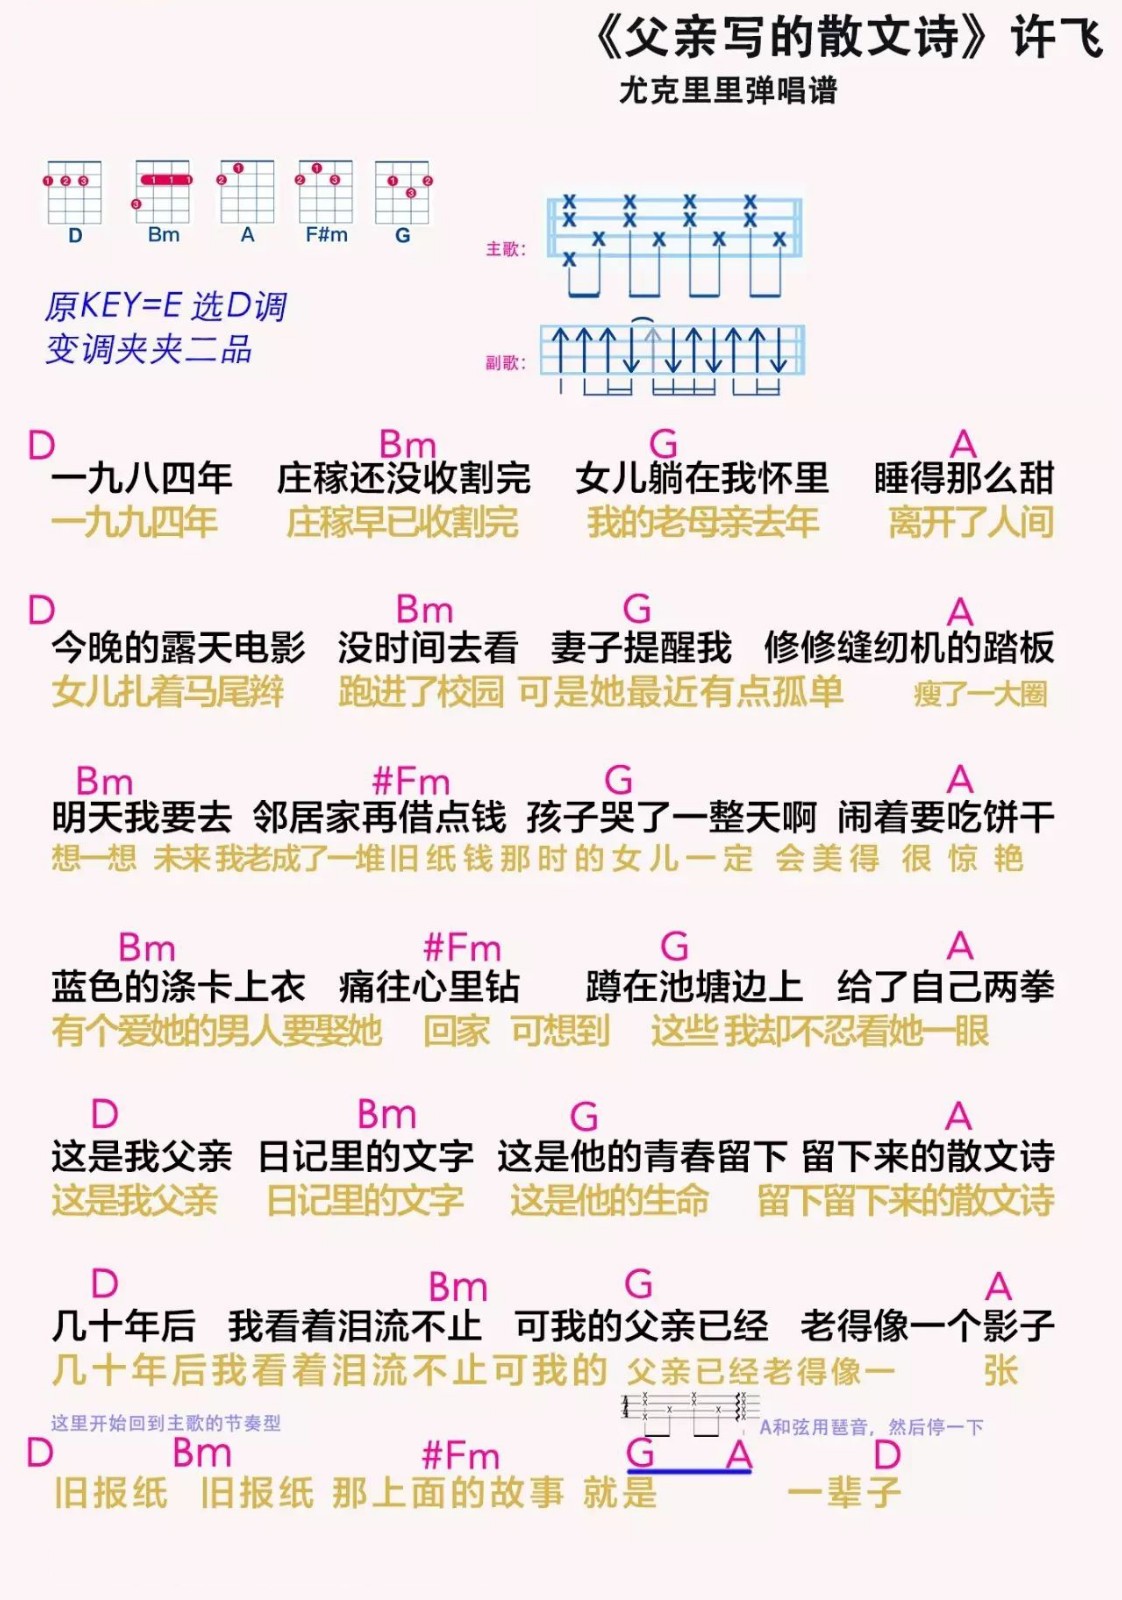 《父亲写的散文诗》许飞
尤克里里弹唱谱
1 2 3 1 1 1 3 1 2 1 2 3 1 2 3
D Bm A F#m G
主歌:
原KEY=E 选D调
变调夹夹二品
副歌:
D Bm G A
一九八四年 庄稼还没收割完 女儿躺在我怀里 睡得那么甜
一九九四年 庄稼早已收割完 我的老母亲去年 离开了人间
D Bm G A
今晚的露天电影 没时间去看 妻子提醒我 修修缝纫机的踏板
女儿扎着马尾辫 跑进了校园 可是她最近有点孤单 瘦了一大圈
Bm #Fm G A
明天我要去 邻居家再借点钱 孩子哭了一整天啊 闹着要吃饼干
想一想 未来我老成了一堆旧纸钱那时的女儿一定 会美得 很 惊 艳
Bm #Fm G A
蓝色的涤卡上衣 痛往心里钻 蹲在池塘边上 给了自己两拳
有个爱她的男人要娶她 回家 可想到 这些 我却不忍看她一眼
D Bm G A
这是我父亲 日记里的文字 这是他的青春留下 留下来的散文诗
这是我父亲 日记里的文字 这是他的生命 留下留下来的散文诗
D Bm G A
几十年后 我看着泪流不止 可我的父亲已经 老得像一个影子
几十年后我看着泪流不止可我的 父亲已经老得像一 张
这里开始回到主歌的节奏型 4 4 A和弦用琶音，然后停一下
D Bm #Fm G A D
旧报纸 旧报纸 那上面的故事 就是 一辈子